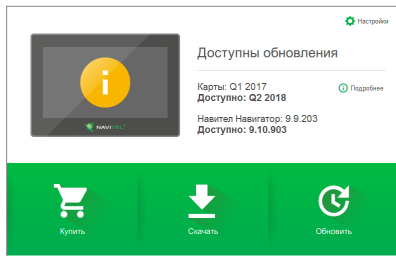 Настройки
Доступны обновления
Карты: Q1 2017
Подробнее
Доступно: Q2 2018
Навител Навигатор: 9.9.203
Доступно: 9.10.903
NAVITEL
Купить
Скачать
Обновить